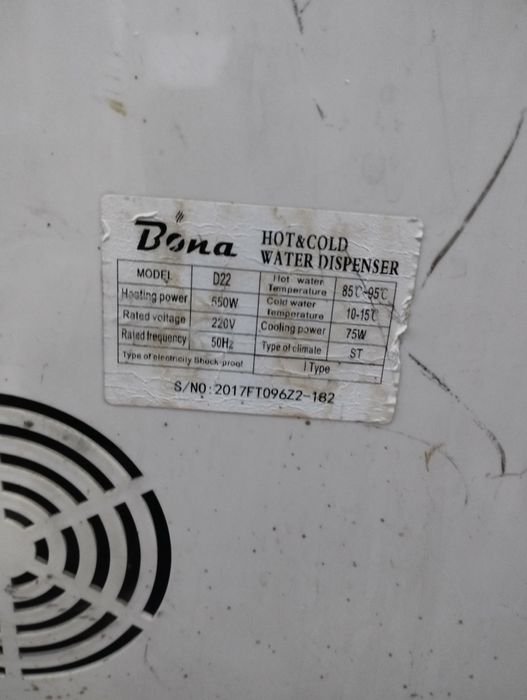 Bona
HOT&COLD
WATER DISPENSER
MODEL D22 Hot water Temperature 85℃~95℃
Heating power 550W Cold water Temperature 10-15℃
Rated voltage 220V Cooling power 75W
Rated frequency 50Hz Type of climate ST
Type of electricity Shock-proof I Type
S/NO:2017FT096Z2-182